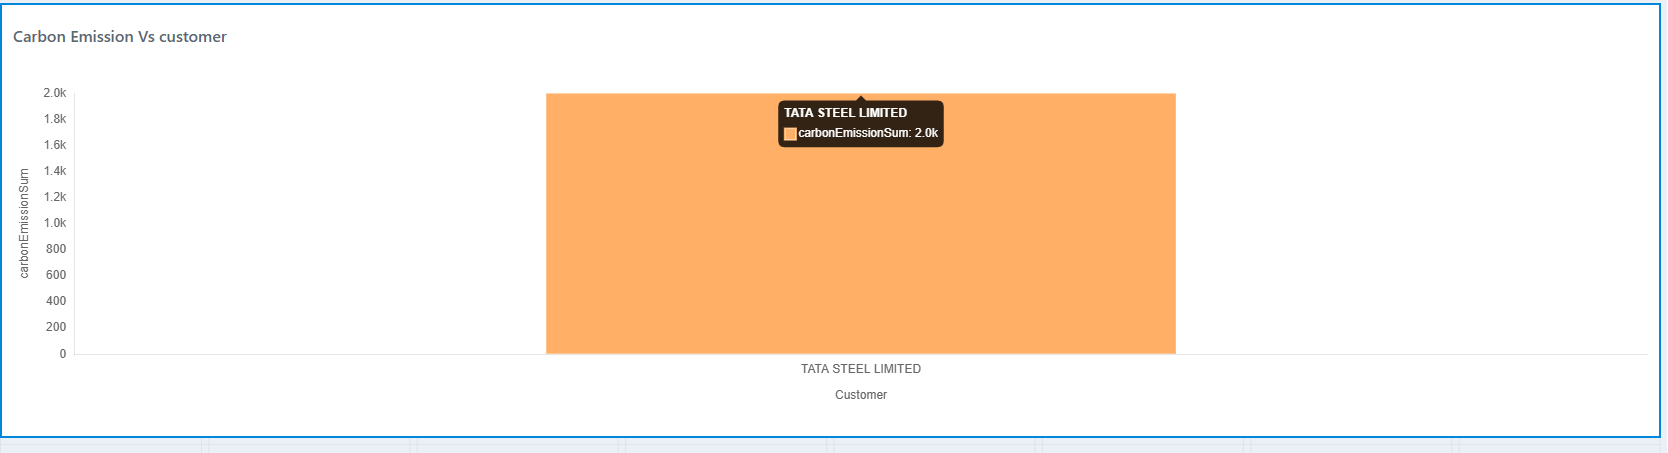 Carbon Emission Vs customer
2.0k
1.8k
1.6k
1.4k
1.2k
1.0k
800
600
400
200
0
carbonEmissionSum
TATA STEEL LIMITED
carbonEmissionSum: 2.0k
TATA STEEL LIMITED
Customer